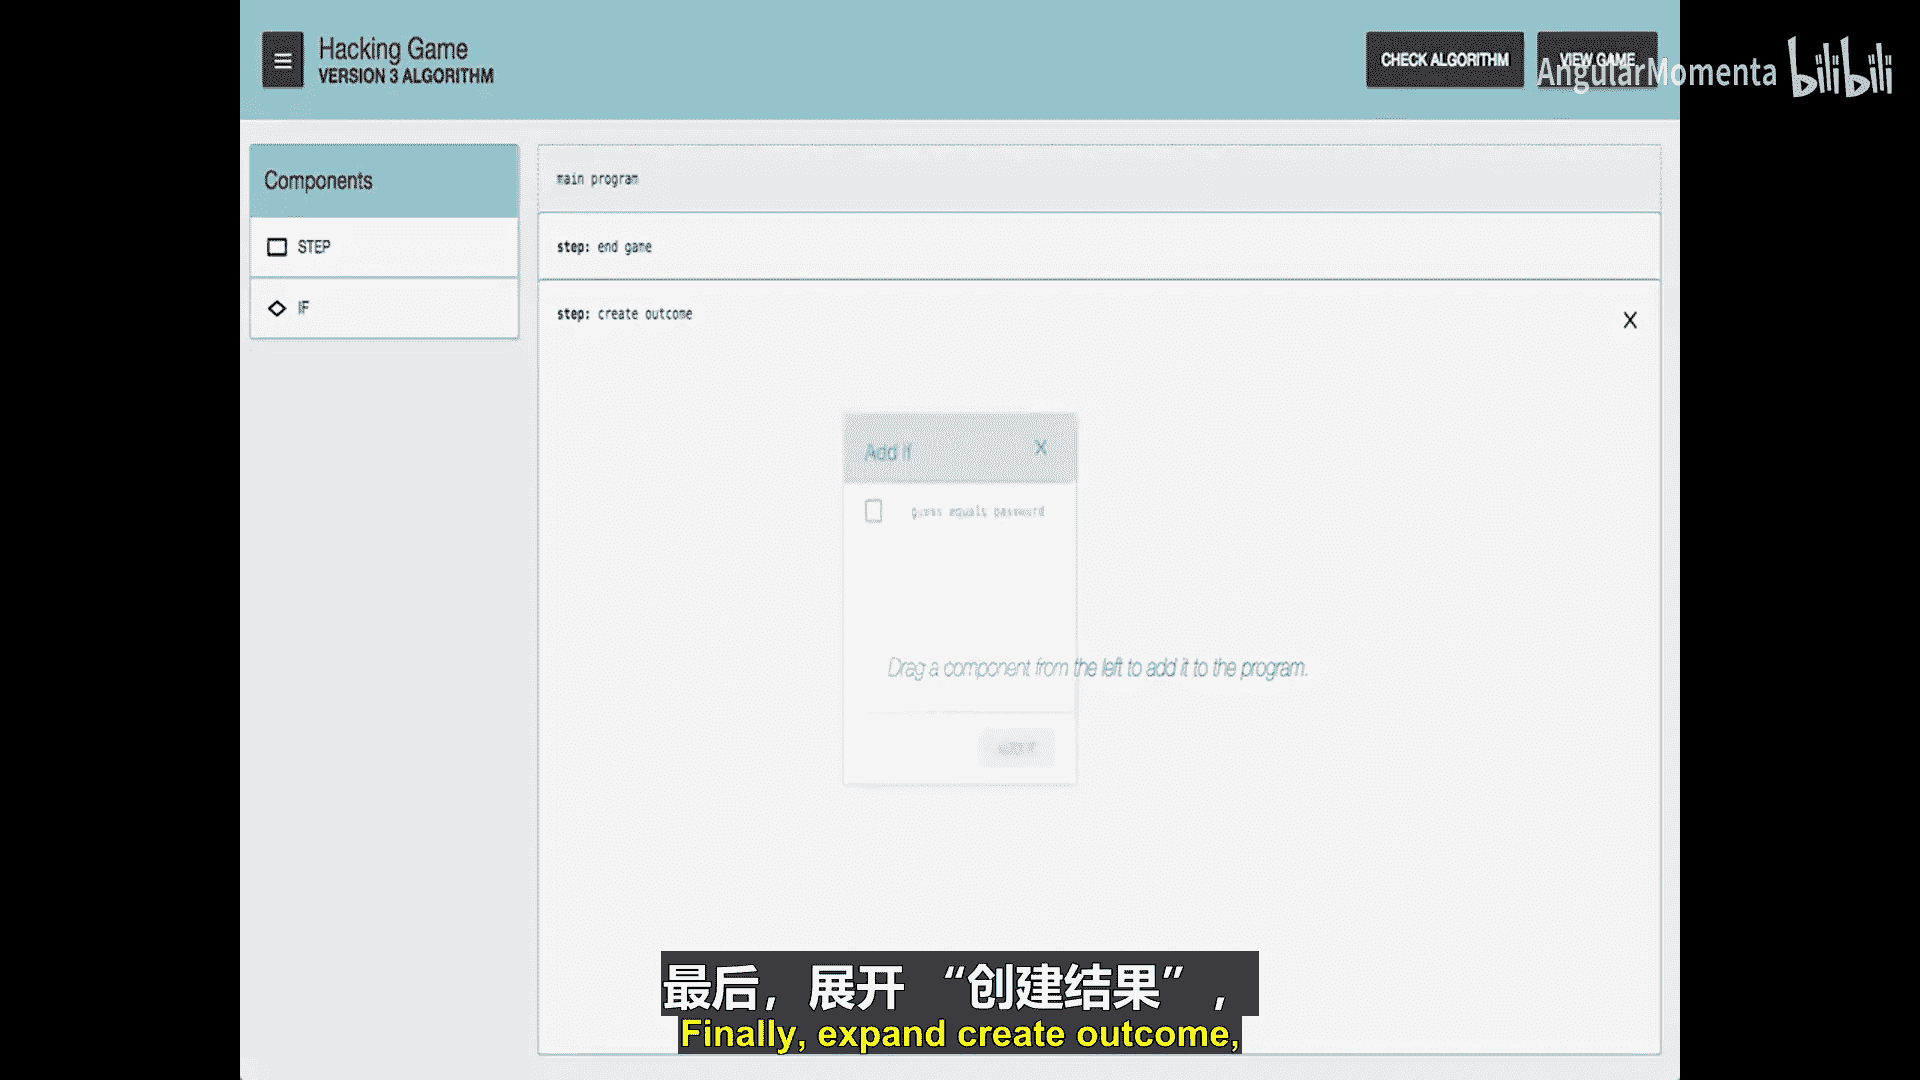 Hacking Game
VERSION 3 ALGORITHM
CHECK ALGORITHM
VIEW GAME
AngularMomenta bilibili
Components
STEP
IF
main program
step: end game
step: create outcome
X
Add If
X
guess equals password
Drag a component from the left to add it to the program.
最后，展开 “创建结果” ，
Finally, expand create outcome,